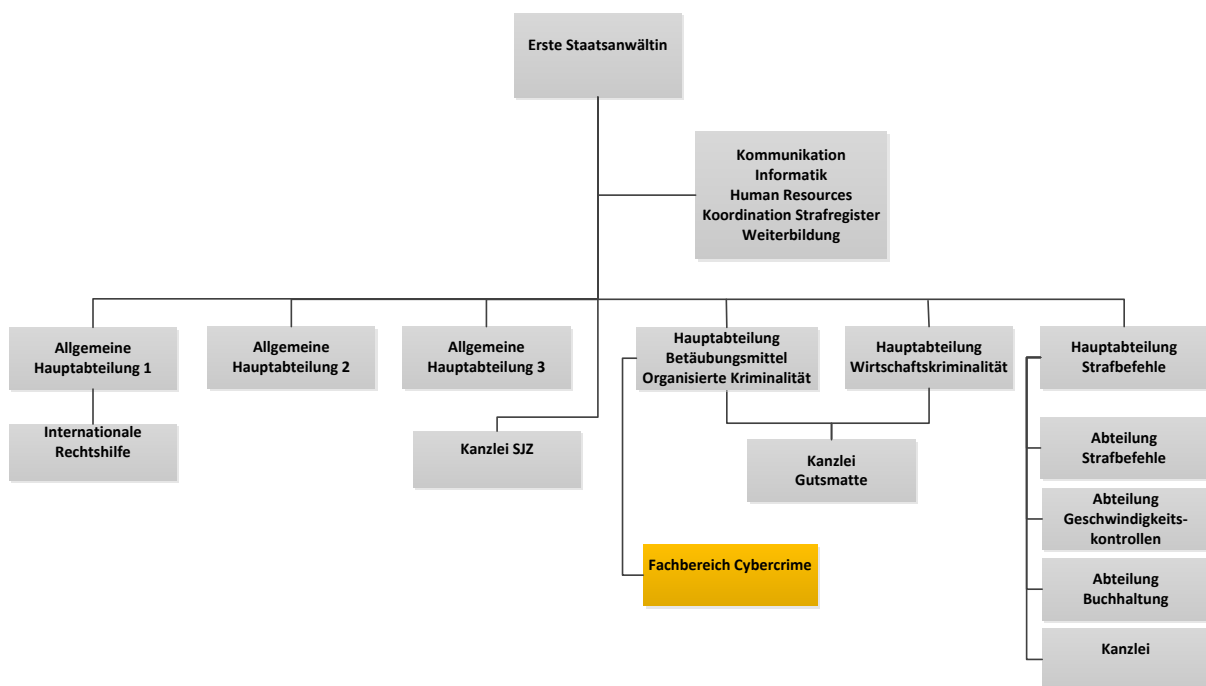 Erste Staatsanwältin
Kommunikation
Informatik
Human Resources
Koordination Strafregister
Weiterbildung
Allgemeine
Hauptabteilung 1
Allgemeine
Hauptabteilung 2
Allgemeine
Hauptabteilung 3
Hauptabteilung
Betäubungsmittel
Organisierte Kriminalität
Hauptabteilung
Wirtschaftskriminalität
Hauptabteilung
Strafbefehle
Internationale
Rechtshilfe
Kanzlei SJZ
Kanzlei
Gutsmatte
Abteilung
Strafbefehle
Abteilung
Geschwindigkeits-
kontrollen
Fachbereich Cybercrime
Abteilung
Buchhaltung
Kanzlei